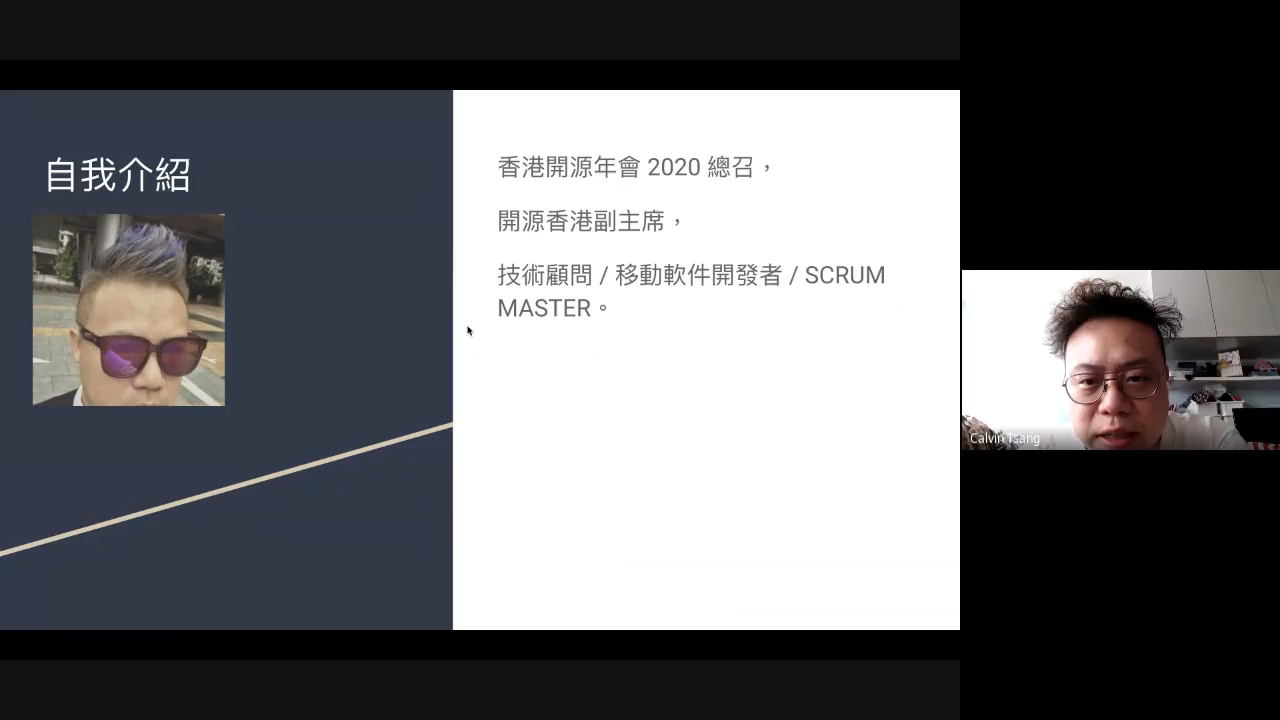 自我介紹
香港開源年會 2020 總召，
開源香港副主席，
技術顧問 / 移動軟件開發者 / SCRUM
MASTER。
Calvin Tsang